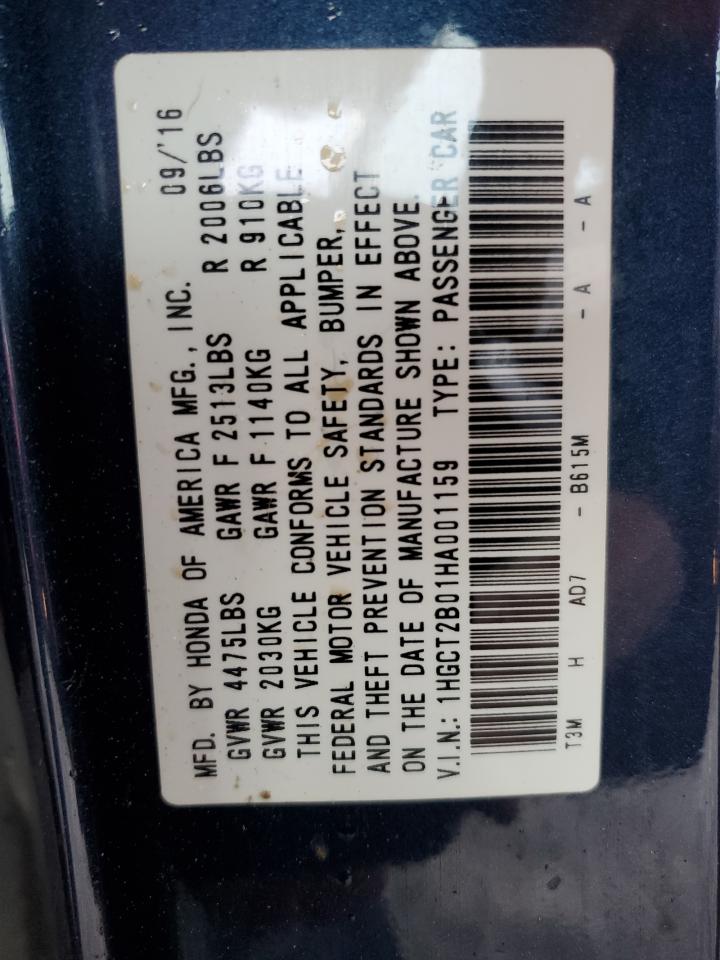 MFD. BY HONDA OF AMERICA MFG., INC. 09/'16
GVWR 4475LBS GAWR F 2513LBS R 2006LBS
GVWR 2030KG GAWR F 1140KG R 910KG
THIS VEHICLE CONFORMS TO ALL APPLICABLE
FEDERAL MOTOR VEHICLE SAFETY, BUMPER,
AND THEFT PREVENTION STANDARDS IN EFFECT
ON THE DATE OF MANUFACTURE SHOWN ABOVE.
V.I.N.: 1HGCT2B01HA001159 TYPE: PASSENGER CAR
T3M H AD7 - B615M - A - A